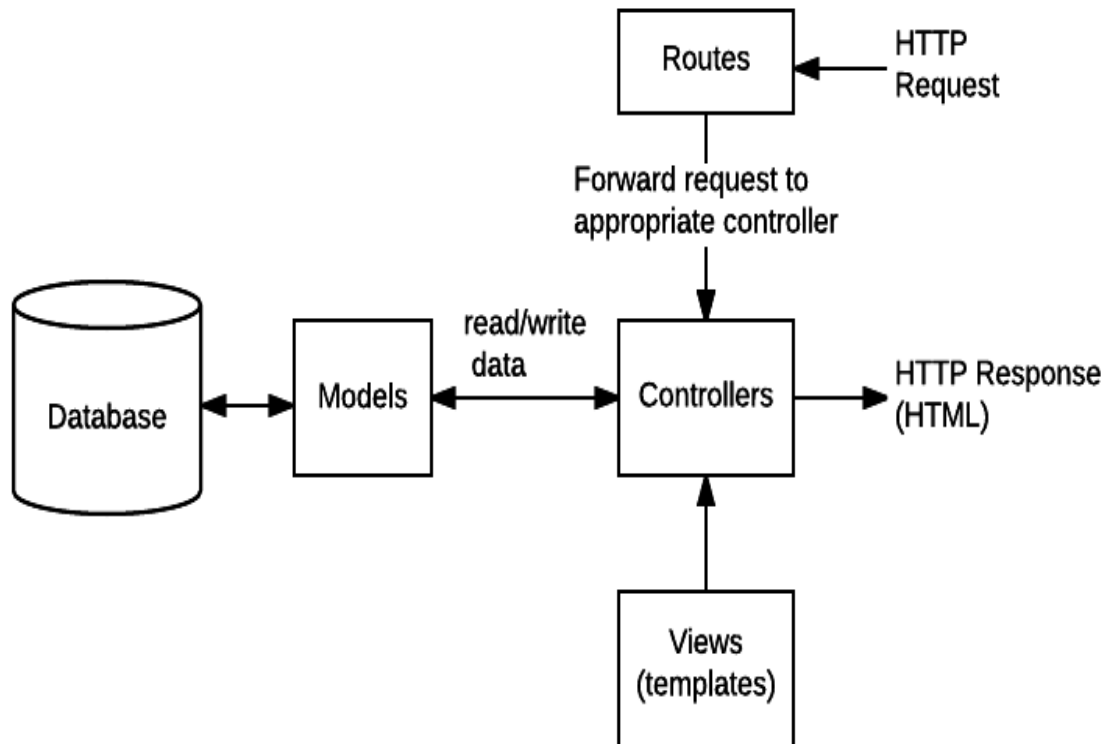 Routes
HTTP
Request
Forward request to
appropriate controller
Database
Models
read/write
data
Controllers
HTTP Response
(HTML)
Views
(templates)